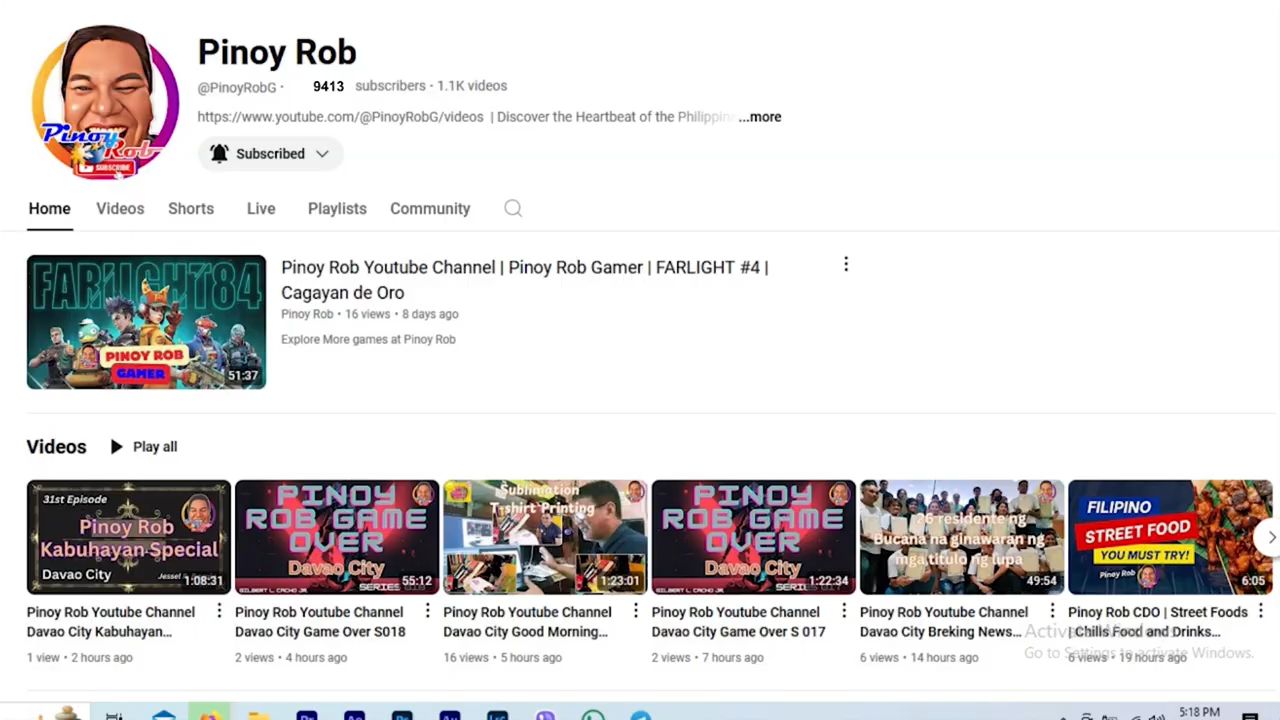 Pinoy Rob
@PinoyRobG · 9413 subscribers · 1.1K videos
https://www.youtube.com/@PinoyRobG/videos | Discover the Heartbeat of the Philippin ...more
Pinoy
Rob
SUBSCRIBE
Subscribed
Home Videos Shorts Live Playlists Community
FARLIGHT84
PINOY ROB
GAMER
51:37
Pinoy Rob Youtube Channel | Pinoy Rob Gamer | FARLIGHT #4 |
Cagayan de Oro
Pinoy Rob · 16 views · 8 days ago
Explore More games at Pinoy Rob
Videos Play all
31st Episode
Pinoy Rob
Kabuhayan Special
Davao City
1:08:31
Pinoy Rob Youtube Channel
Davao City Kabuhayan...
1 view · 2 hours ago
PINOY
ROB GAME
OVER
Davao City
55:12
Pinoy Rob Youtube Channel
Davao City Game Over S018
2 views · 4 hours ago
Sublimation
T-shirt Printing
1:23:01
Pinoy Rob Youtube Channel
Davao City Good Morning...
16 views · 5 hours ago
PINOY
ROB GAME
OVER
Davao City
1:22:34
Pinoy Rob Youtube Channel
Davao City Game Over S 017
2 views · 7 hours ago
26 residente ng
Bucana na ginawaran ng
mga titulo ng lupa
49:54
Pinoy Rob Youtube Channel
Davao City Breking News...
6 views · 14 hours ago
FILIPINO
STREET FOOD
YOU MUST TRY!
Pinoy Rob
6:05
Pinoy Rob CDO | Street Foods
| Chills Food and Drinks...
6 views · 19 hours ago
Activate Windows
Go to Settings to activate Windows.
5:18 PM